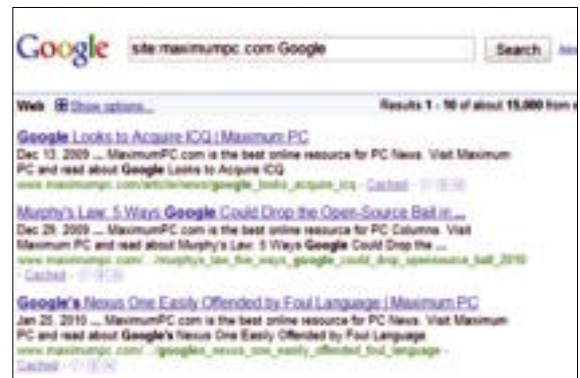 Google site:maximumpc.com Google Search
Web Show options... Results 1 - 10 of about 15,000 from
Google Looks to Acquire ICQ | Maximum PC
Dec 13, 2009 ... MaximumPC.com is the best online resource for PC News. Visit Maximum
PC and read about Google Looks to Acquire ICQ
www.maximumpc.com/article/news/google_looks_acquire_icq - Cached -
Murphy's Law: 5 Ways Google Could Drop the Open-Source Ball in ...
Dec 29, 2009 ... MaximumPC.com is the best online resource for PC Columns. Visit
Maximum PC and read about Murphy's Law: 5 Ways Google Could Drop the ...
www.maximumpc.com/.../murphys_law_five_ways_google_could_drop_opensource_ball_2010
- Cached -
Google's Nexus One Easily Offended by Foul Language | Maximum PC
Jan 25, 2010 ... MaximumPC.com is the best online resource for PC News. Visit Maximum
PC and read about Google's Nexus One Easily Offended by Foul Language
www.maximumpc.com/.../googles_nexus_one_easily_offended_foul_language -
Cached -